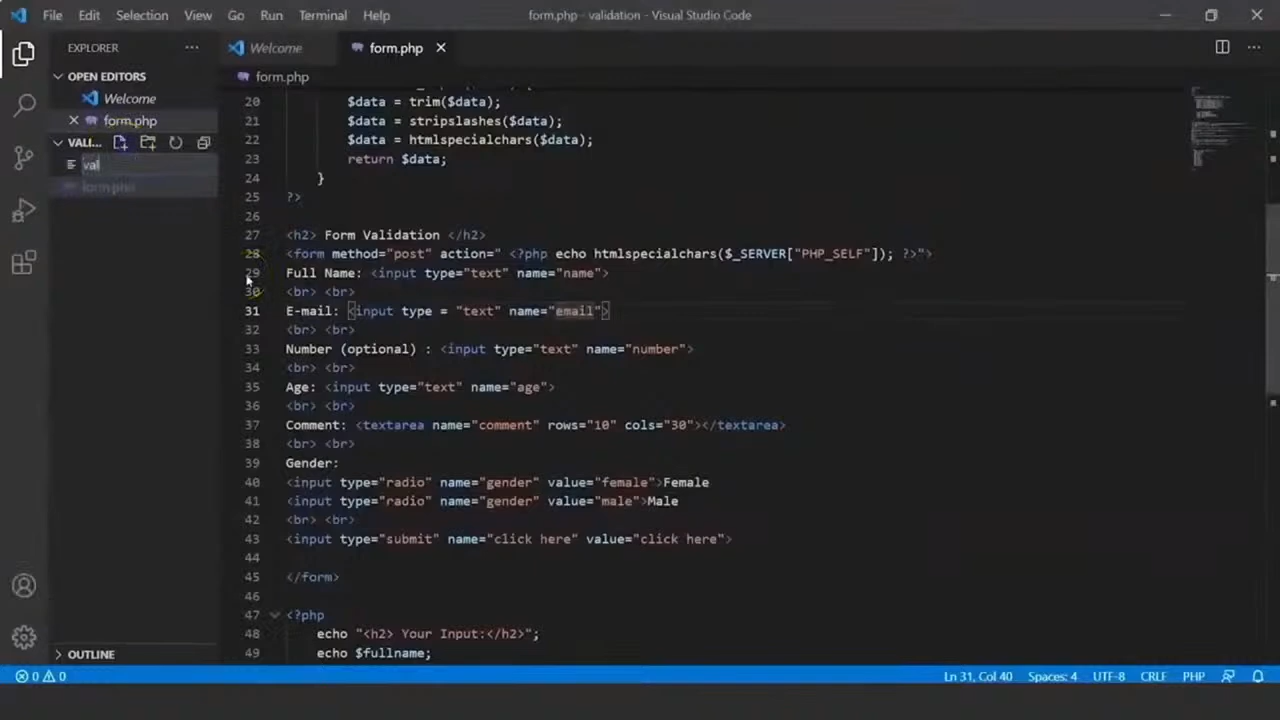 File Edit Selection View Go Run Terminal Help form.php - validation - Visual Studio Code
EXPLORER ··· Welcome form.php
OPEN EDITORS form.php
Welcome
form.php
VALI...
val
form.php
20 $data = trim($data);
21 $data = stripslashes($data);
22 $data = htmlspecialchars($data);
23 return $data;
24 }
25 ?>
26
27 <h2> Form Validation </h2>
28 <form method="post" action=" <?php echo htmlspecialchars($_SERVER["PHP_SELF"]); ?>">
29 Full Name: <input type="text" name="name">
30 <br> <br>
31 E-mail: <input type = "text" name="email">
32 <br> <br>
33 Number (optional) : <input type="text" name="number">
34 <br> <br>
35 Age: <input type="text" name="age">
36 <br> <br>
37 Comment: <textarea name="comment" rows="10" cols="30"></textarea>
38 <br> <br>
39 Gender:
40 <input type="radio" name="gender" value="female">Female
41 <input type="radio" name="gender" value="male">Male
42 <br> <br>
43 <input type="submit" name="click here" value="click here">
44
45 </form>
46
47 <?php
48 echo "<h2> Your Input:</h2>";
49 echo $fullname;
OUTLINE
0 0 Ln 31, Col 40 Spaces: 4 UTF-8 CRLF PHP